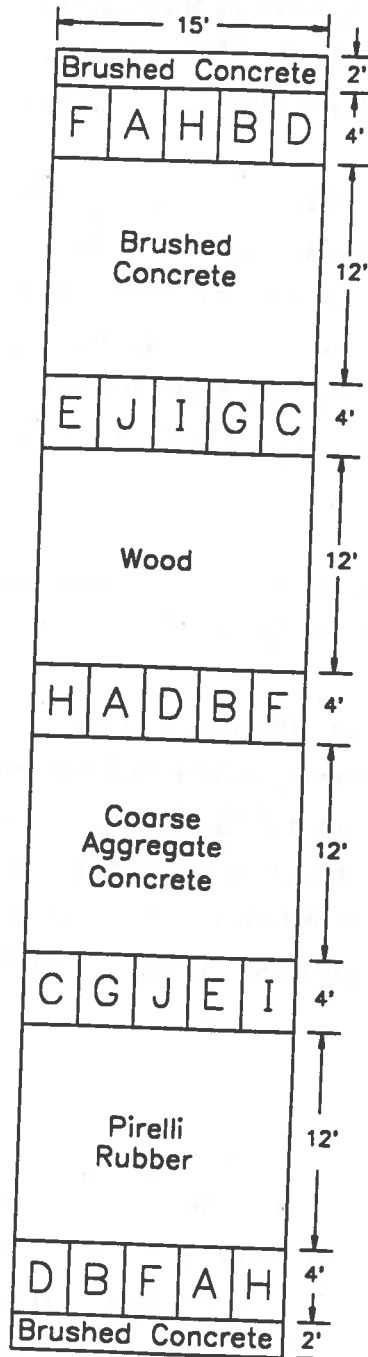 15'
Brushed Concrete 2'
F A H B D 4'
Brushed
Concrete
12'
E J I G C 4'
Wood 12'
H A D B F 4'
Coarse
Aggregate
Concrete
12'
C G J E I 4'
Pirelli
Rubber
12'
D B F A H 4'
Brushed Concrete 2'